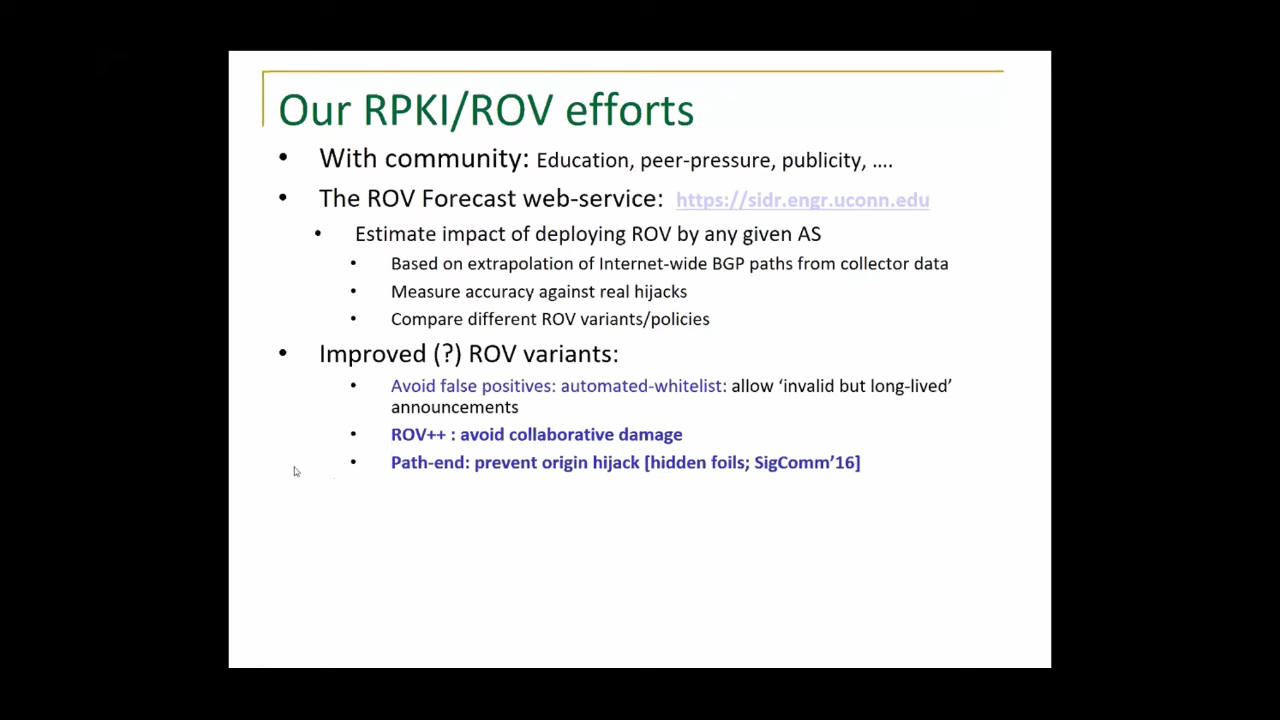 Our RPKI/ROV efforts
• With community: Education, peer-pressure, publicity, ....
• The ROV Forecast web-service: https://sidr.engr.uconn.edu
• Estimate impact of deploying ROV by any given AS
• Based on extrapolation of Internet-wide BGP paths from collector data
• Measure accuracy against real hijacks
• Compare different ROV variants/policies
• Improved (?) ROV variants:
• Avoid false positives: automated-whitelist: allow ‘invalid but long-lived’
announcements
• ROV++ : avoid collaborative damage
• Path-end: prevent origin hijack [hidden foils; SigComm’16]